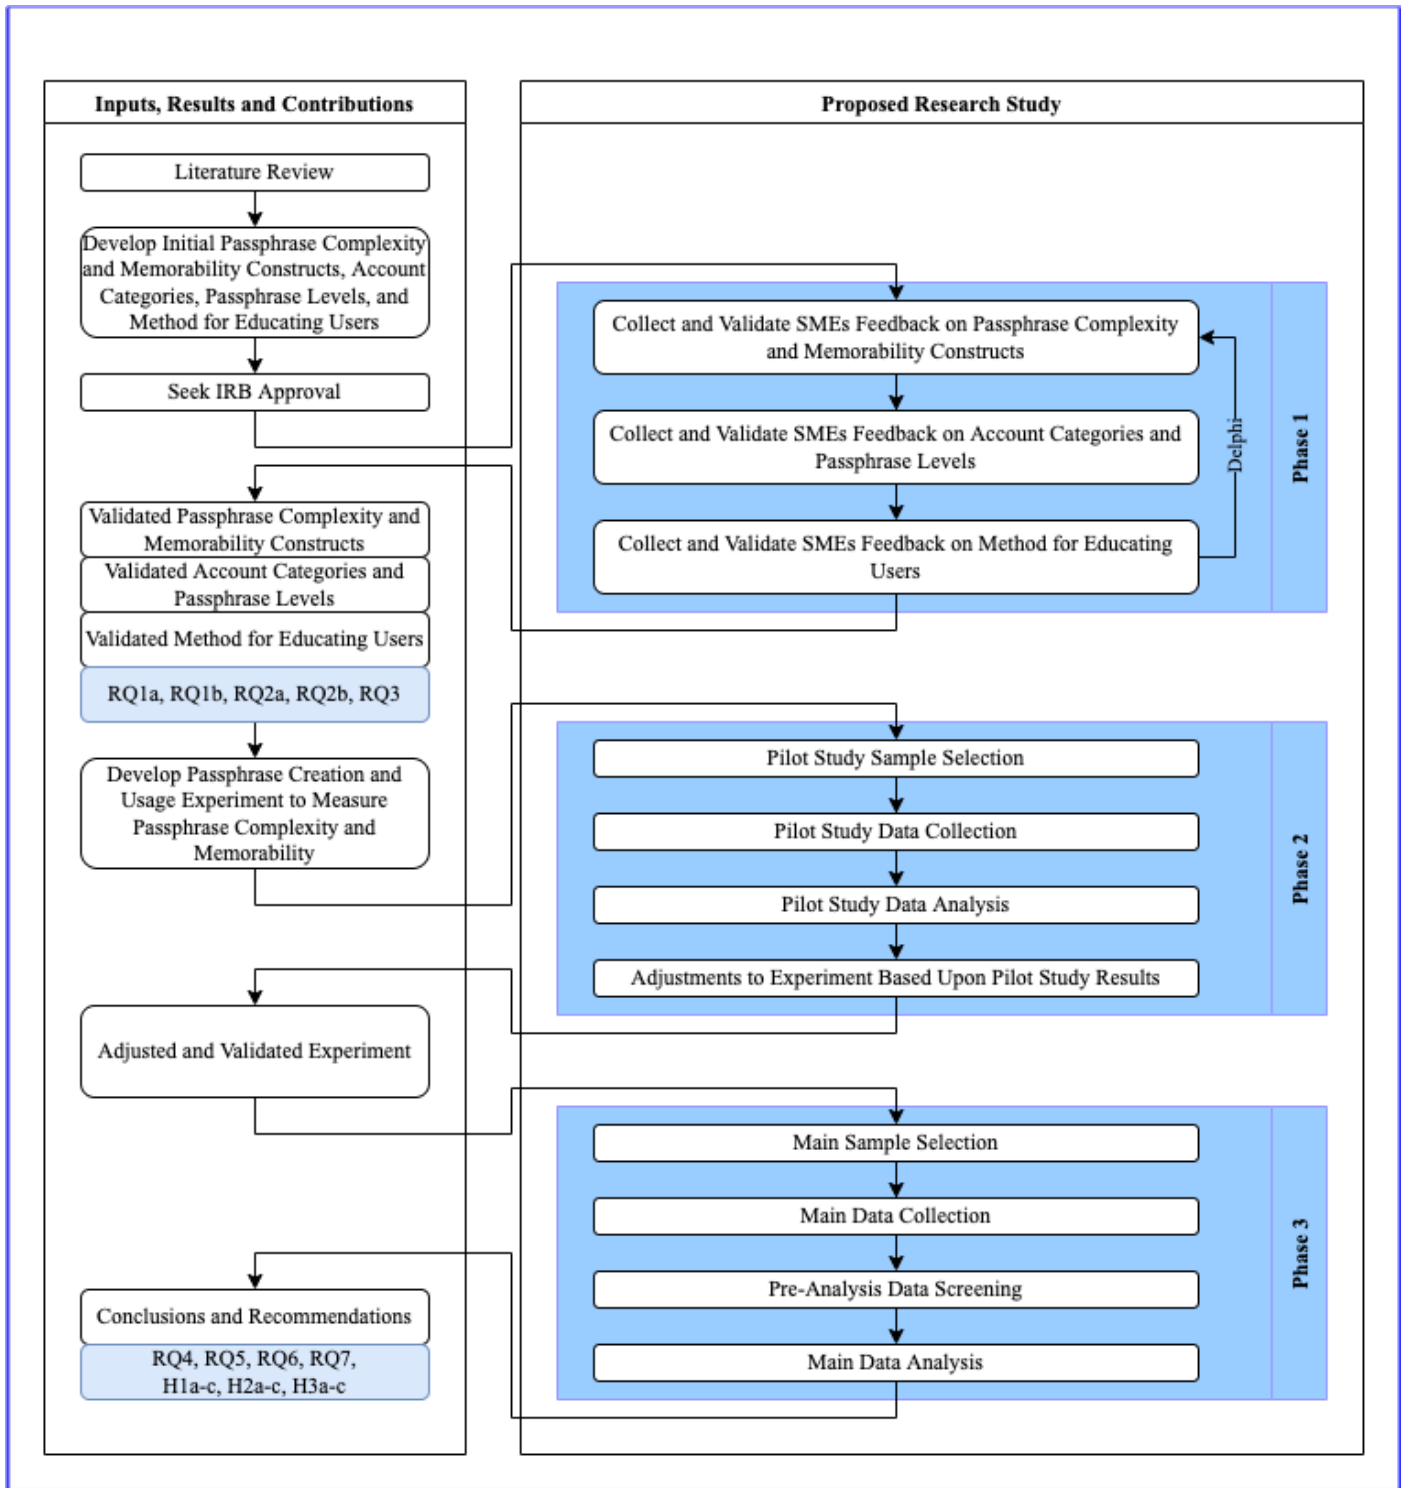 Inputs, Results and Contributions
Literature Review
Develop Initial Passphrase Complexity
and Memorability Constructs, Account
Categories, Passphrase Levels, and
Method for Educating Users
Seek IRB Approval
Validated Passphrase Complexity and
Memorability Constructs
Validated Account Categories and
Passphrase Levels
Validated Method for Educating Users
RQ1a, RQ1b, RQ2a, RQ2b, RQ3
Develop Passphrase Creation and
Usage Experiment to Measure
Passphrase Complexity and
Memorability
Adjusted and Validated Experiment
Conclusions and Recommendations
RQ4, RQ5, RQ6, RQ7,
H1a-c, H2a-c, H3a-c
Proposed Research Study
Collect and Validate SMEs Feedback on Passphrase Complexity
and Memorability Constructs
Collect and Validate SMEs Feedback on Account Categories and
Passphrase Levels
Collect and Validate SMEs Feedback on Method for Educating
Users
Delphi
Phase 1
Pilot Study Sample Selection
Pilot Study Data Collection
Pilot Study Data Analysis
Adjustments to Experiment Based Upon Pilot Study Results
Phase 2
Main Sample Selection
Main Data Collection
Pre-Analysis Data Screening
Main Data Analysis
Phase 3